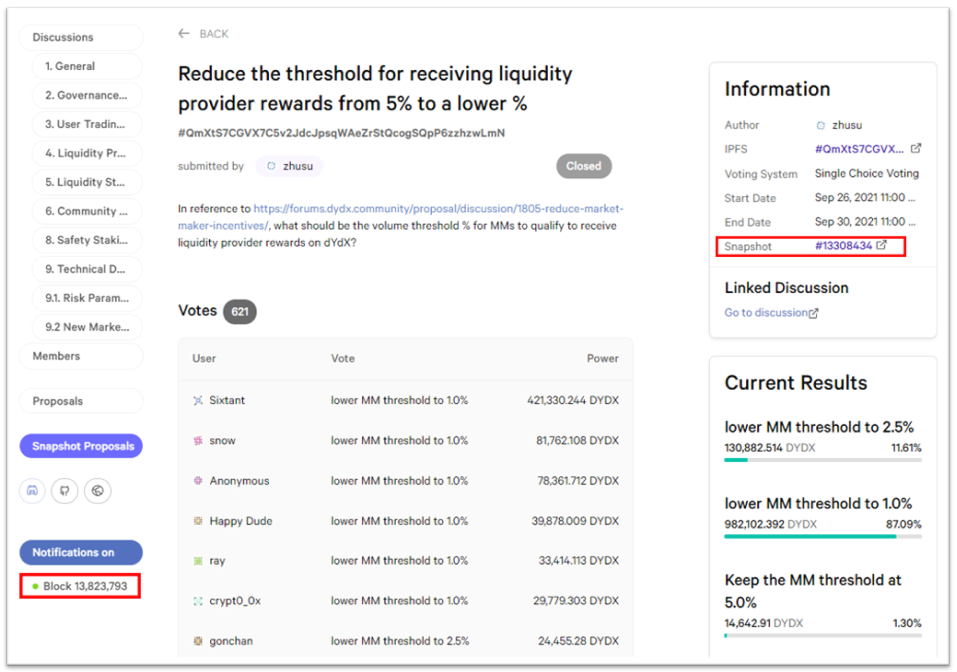 Discussions
1. General
2. Governance...
3. User Tradin...
4. Liquidity Pr...
5. Liquidity St...
6. Community ...
8. Safety Staki...
9. Technical D...
9.1. Risk Param...
9.2 New Marke...
Members
Proposals
Snapshot Proposals
Notifications on
Block 13,823,793
BACK
Reduce the threshold for receiving liquidity
provider rewards from 5% to a lower %
#QmXtS7CGVX7C5v2JdcJpsqWAeZrStQcogSQpP6zzhzwLmN
submitted by zhusu Closed
In reference to https://forums.dydx.community/proposal/discussion/1805-reduce-market-
maker-incentives/, what should be the volume threshold % for MMs to qualify to receive
liquidity provider rewards on dYdX?
Votes 621
User Vote Power
Sixtant lower MM threshold to 1.0% 421,330.244 DYDX
snow lower MM threshold to 1.0% 81,762.108 DYDX
Anonymous lower MM threshold to 1.0% 78,361.712 DYDX
Happy Dude lower MM threshold to 1.0% 39,878.009 DYDX
ray lower MM threshold to 1.0% 33,414.113 DYDX
crypt0_0x lower MM threshold to 1.0% 29,779.303 DYDX
gonchan lower MM threshold to 2.5% 24,455.28 DYDX
Information
Author zhusu
IPFS #QmXtS7CGVX...
Voting System Single Choice Voting
Start Date Sep 26, 2021 11:00 ...
End Date Sep 30, 2021 11:00 ...
Snapshot #13308434
Linked Discussion
Go to discussion
Current Results
lower MM threshold to 2.5%
130,882.514 DYDX 11.61%
lower MM threshold to 1.0%
982,102.392 DYDX 87.09%
Keep the MM threshold at
5.0%
14,642.91 DYDX 1.30%